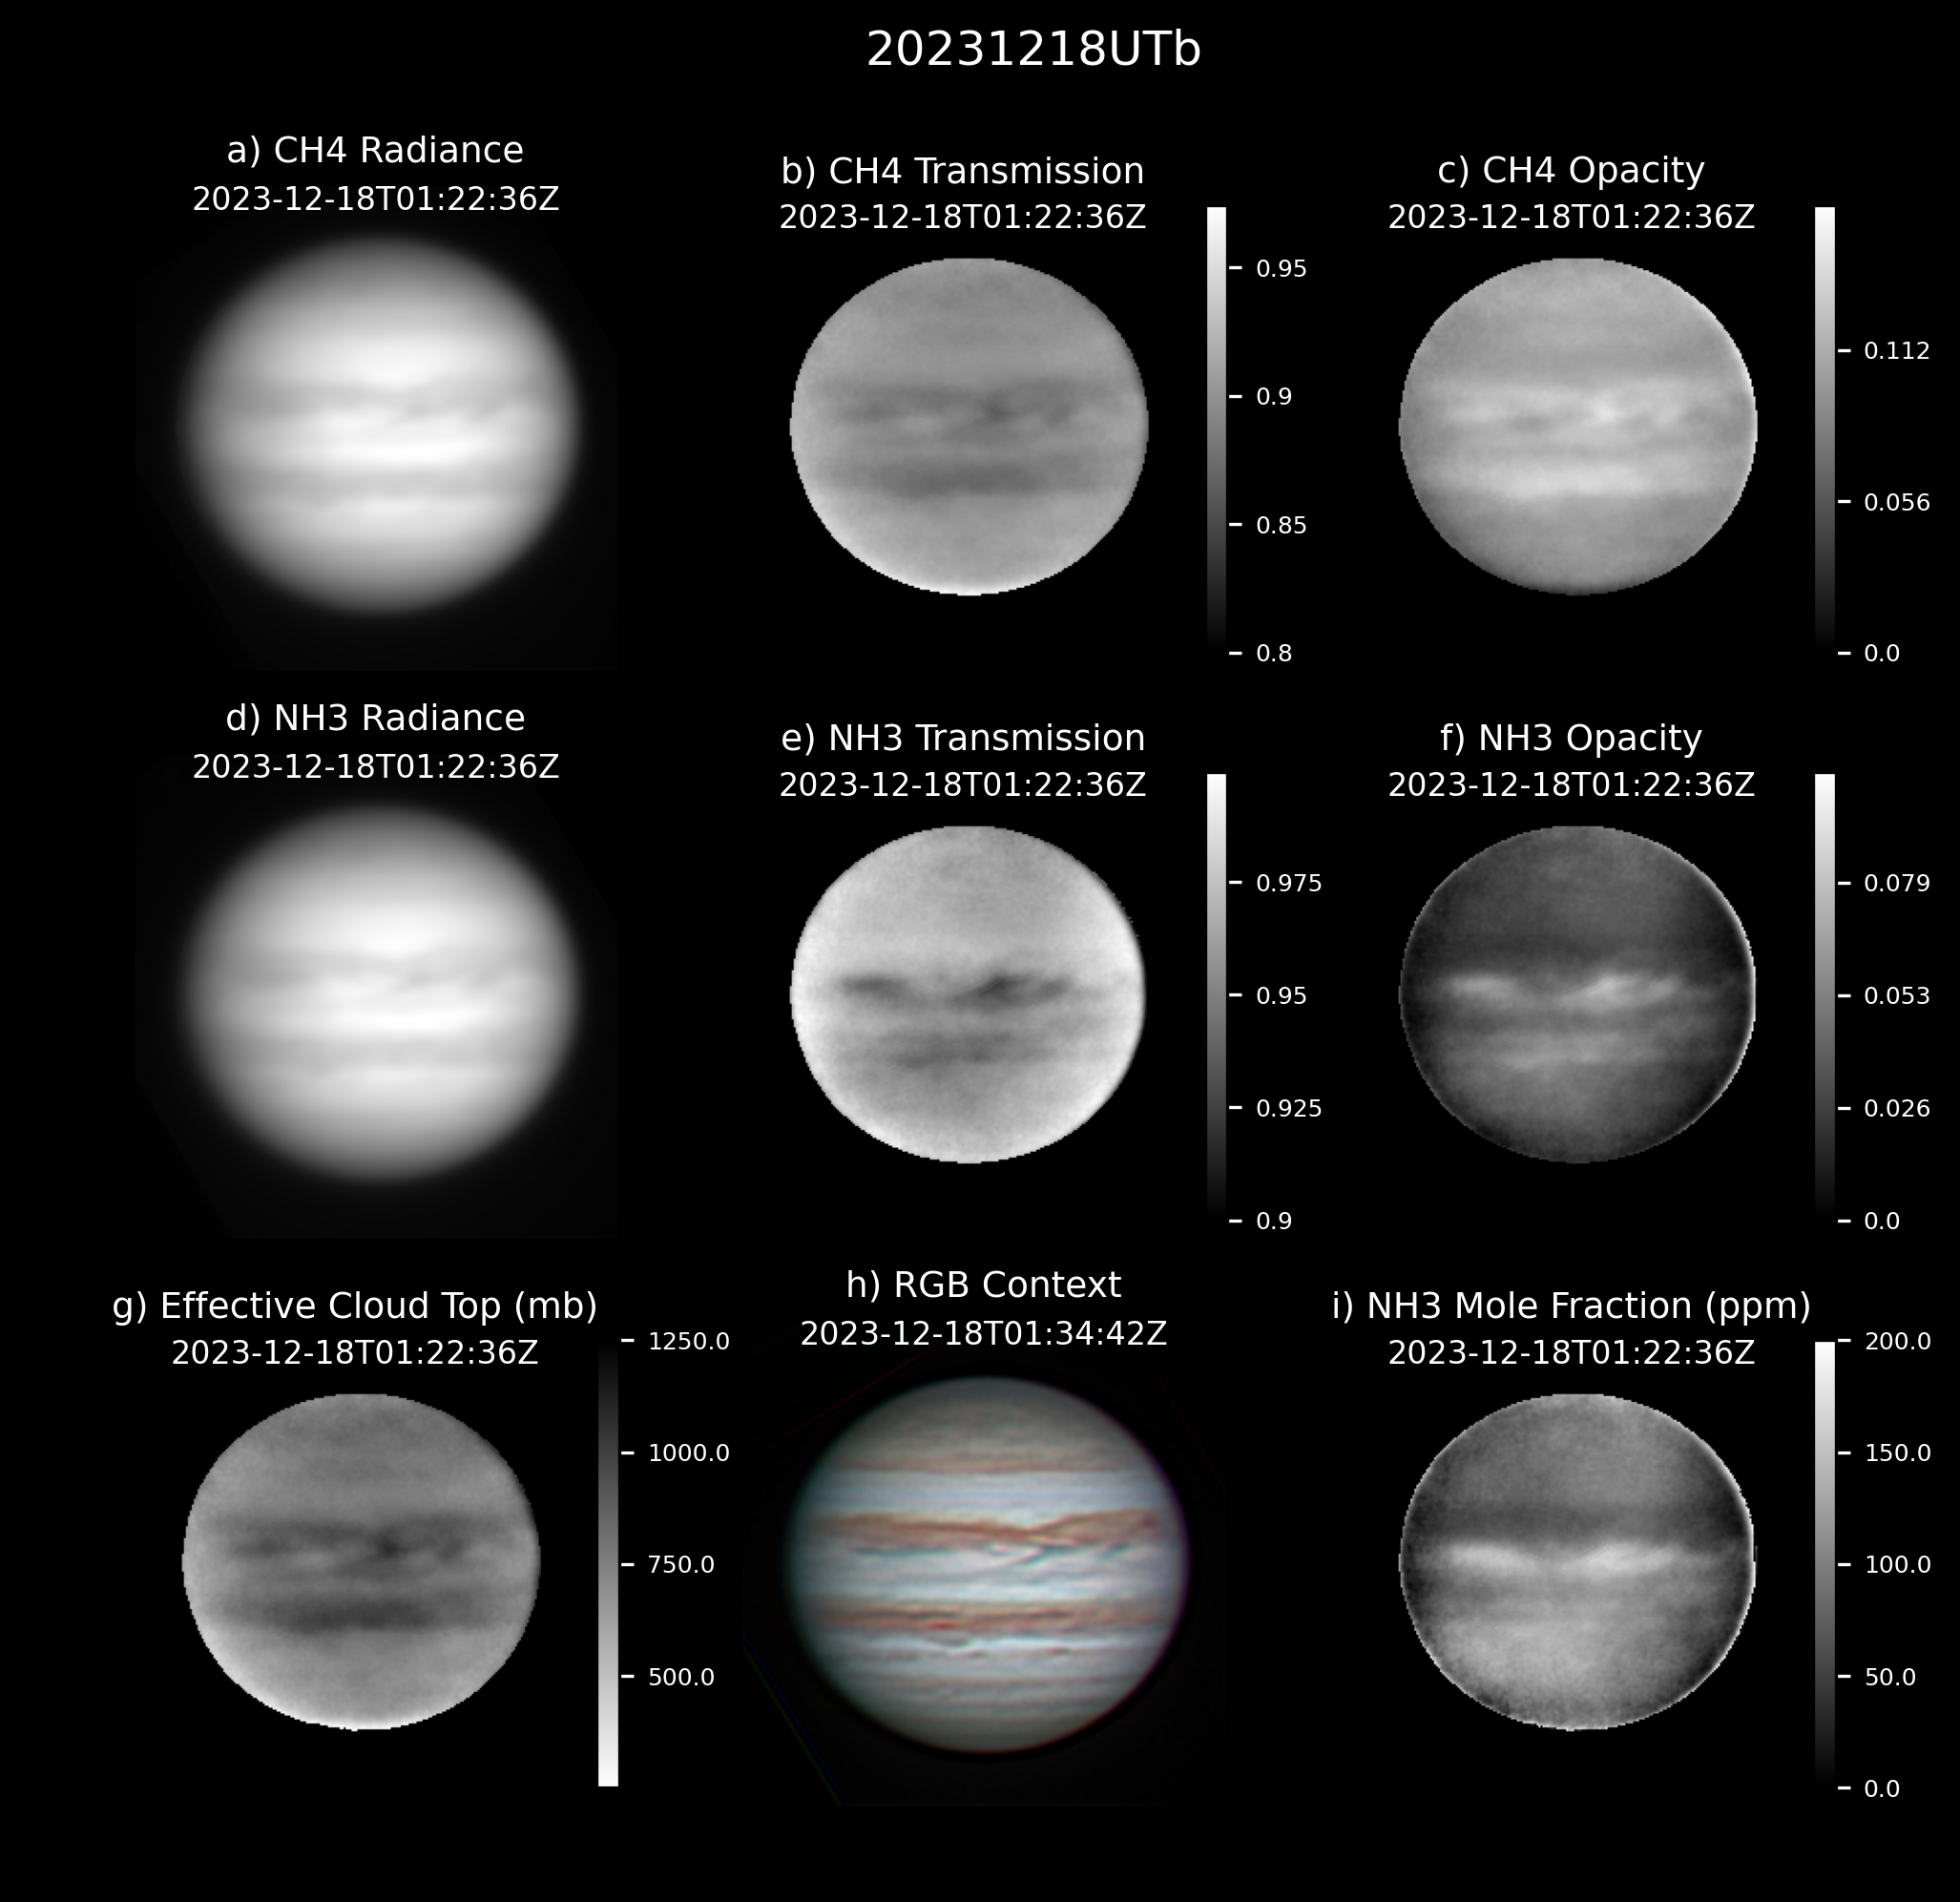 20231218UTb
a) CH4 Radiance
2023-12-18T01:22:36Z
b) CH4 Transmission
2023-12-18T01:22:36Z
0.95
0.9
0.85
0.8
c) CH4 Opacity
2023-12-18T01:22:36Z
0.112
0.056
0.0
d) NH3 Radiance
2023-12-18T01:22:36Z
e) NH3 Transmission
2023-12-18T01:22:36Z
0.975
0.95
0.925
0.9
f) NH3 Opacity
2023-12-18T01:22:36Z
0.079
0.053
0.026
0.0
g) Effective Cloud Top (mb)
2023-12-18T01:22:36Z
1250.0
1000.0
750.0
500.0
h) RGB Context
2023-12-18T01:34:42Z
i) NH3 Mole Fraction (ppm)
2023-12-18T01:22:36Z
200.0
150.0
100.0
50.0
0.0